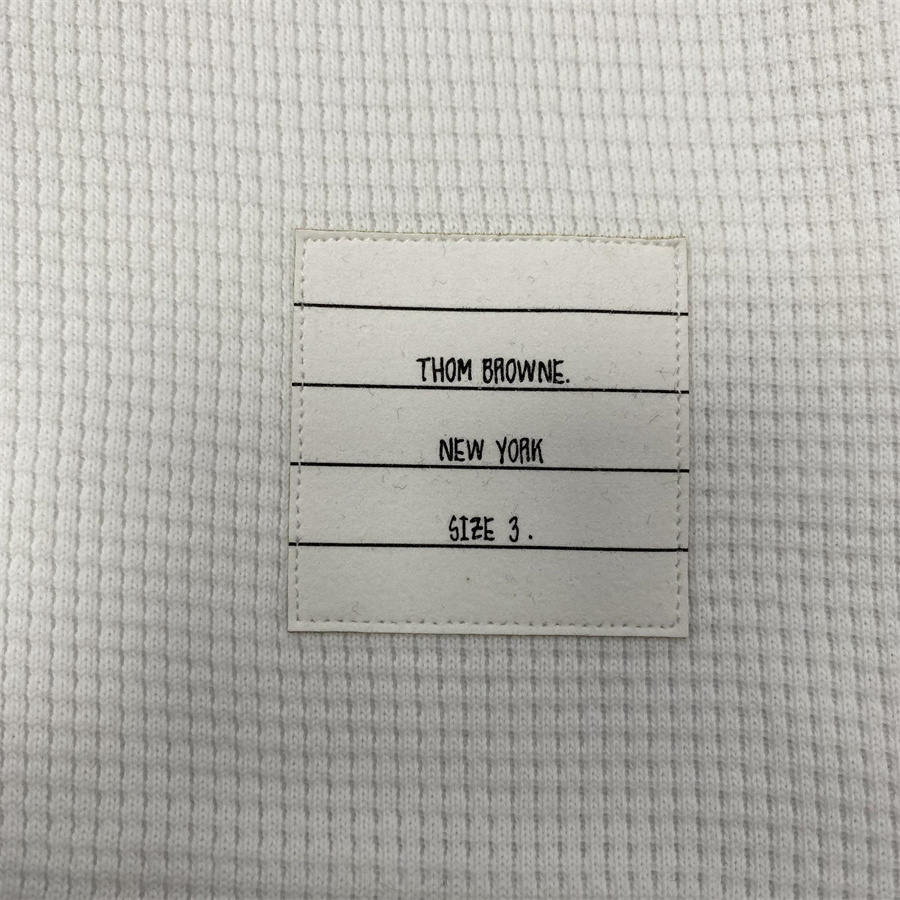 THOM BROWNE.
NEW YORK
SIZE 3.